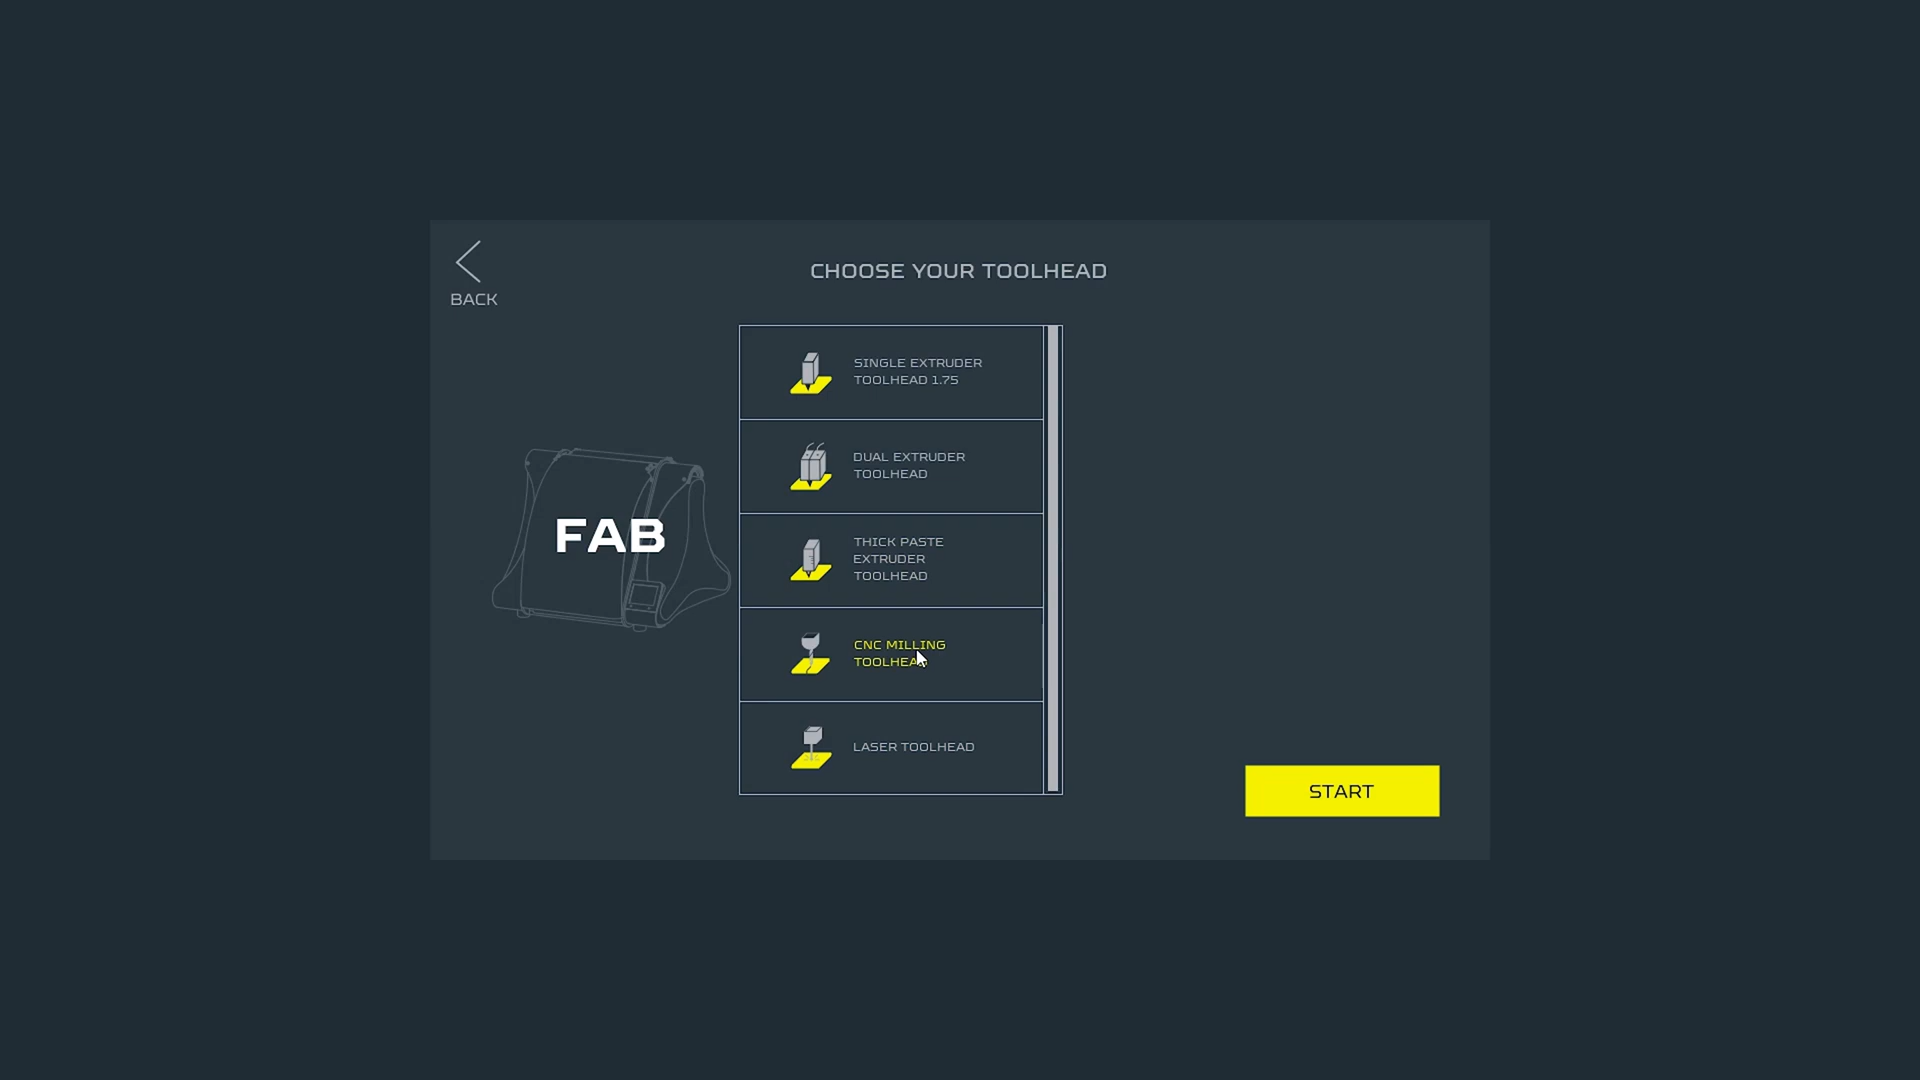 CHOOSE YOUR TOOLHEAD
BACK
SINGLE EXTRUDER
TOOLHEAD 1.75
DUAL EXTRUDER
TOOLHEAD
FAB
THICK PASTE
EXTRUDER
TOOLHEAD
CNC MILLING
TOOLHEAD
LASER TOOLHEAD
START